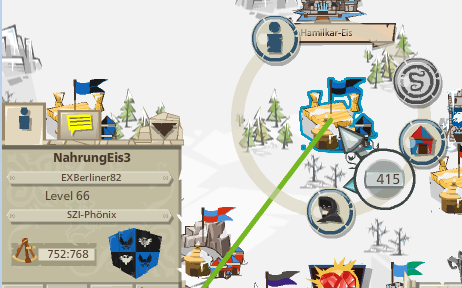 Hamilkar-Eis
S
NahrungEis3
EXBerliner82
Level 66
SZI-Phönix
752:768
415